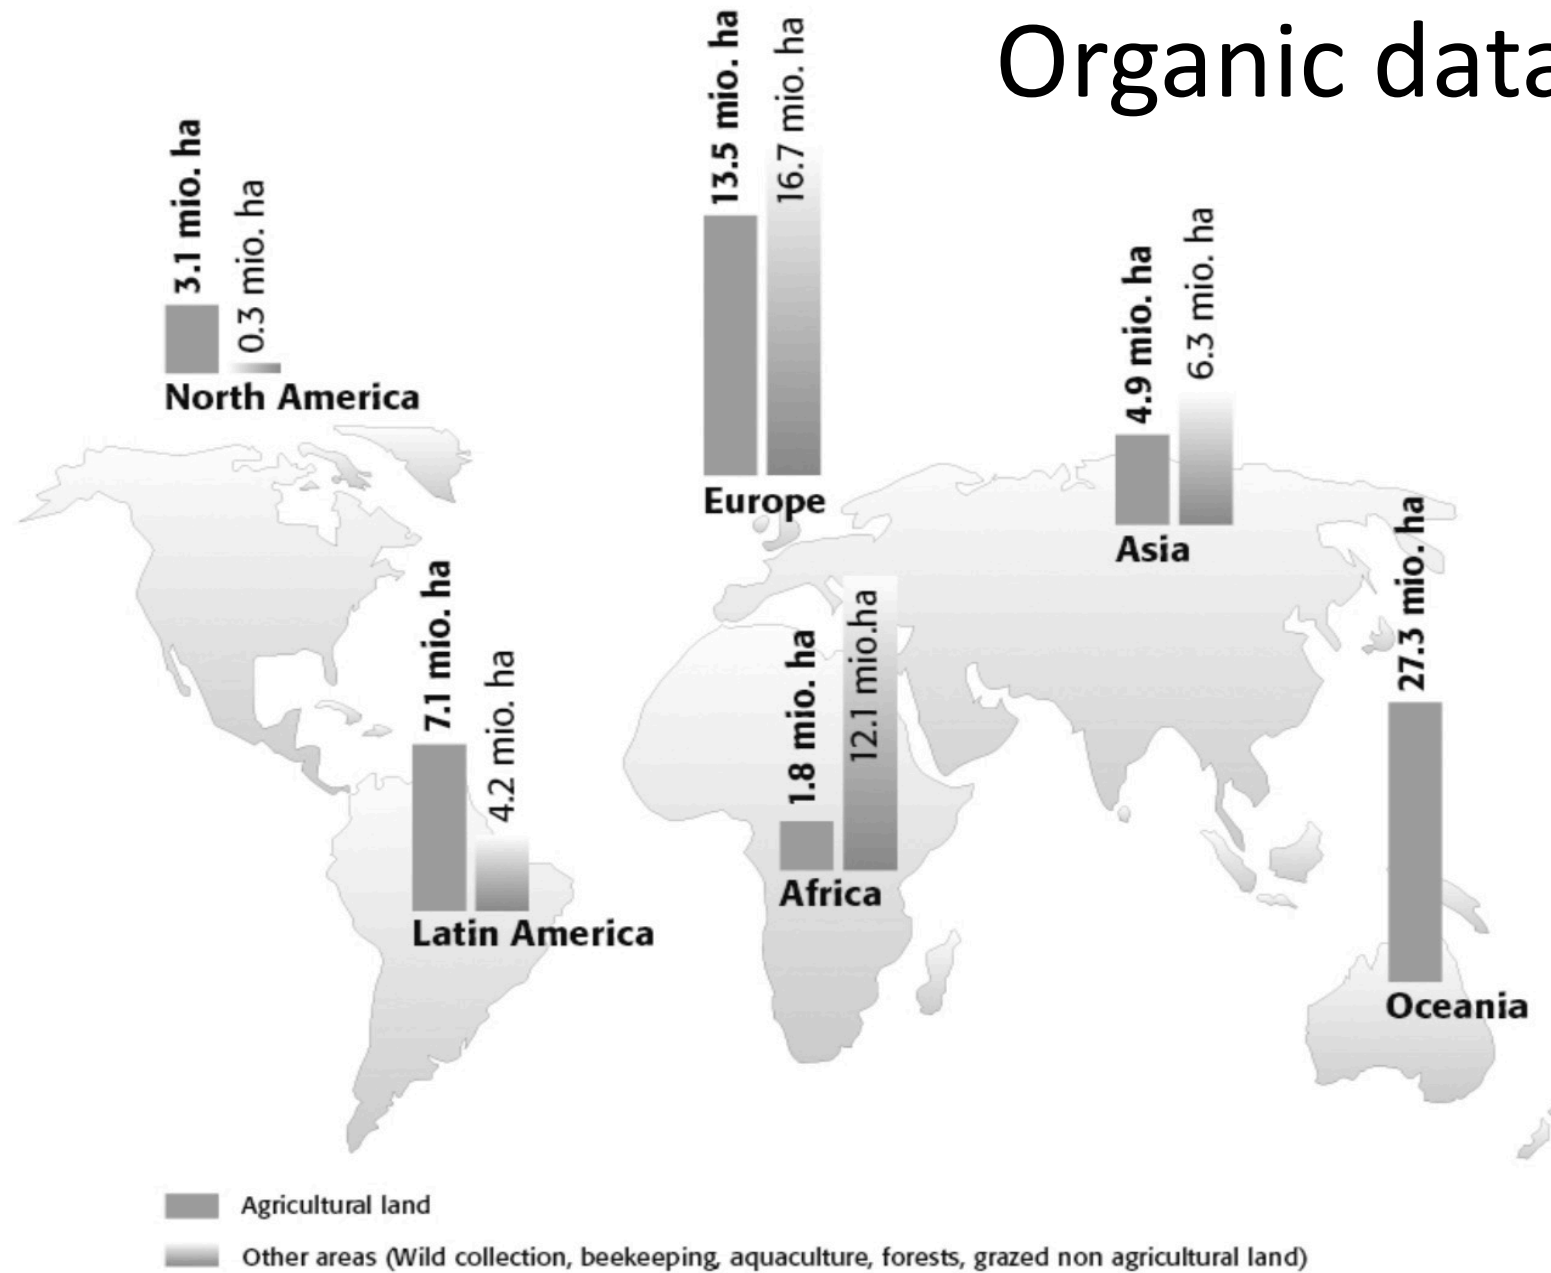 Organic data
3.1 mio. ha
0.3 mio. ha
North America
13.5 mio. ha
16.7 mio. ha
Europe
4.9 mio. ha
6.3 mio. ha
Asia
7.1 mio. ha
4.2 mio. ha
Latin America
1.8 mio. ha
12.1 mio.ha
Africa
27.3 mio. ha
Oceania
Agricultural land
Other areas (Wild collection, beekeeping, aquaculture, forests, grazed non agricultural land)